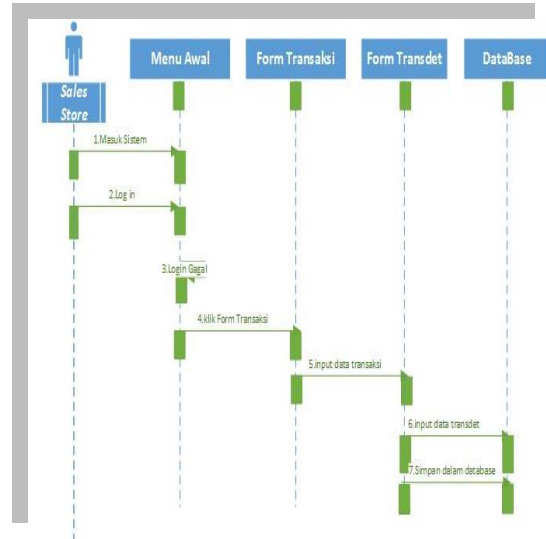 Menu Awal
Form Transaksi
Form Transdet
DataBase
Sales
Store
1.Masuk Sistem
2.Log in
3.Login Gagal
4.klik Form Transaksi
5.input data transaksi
6.input data transdet
7.Simpan dalam database